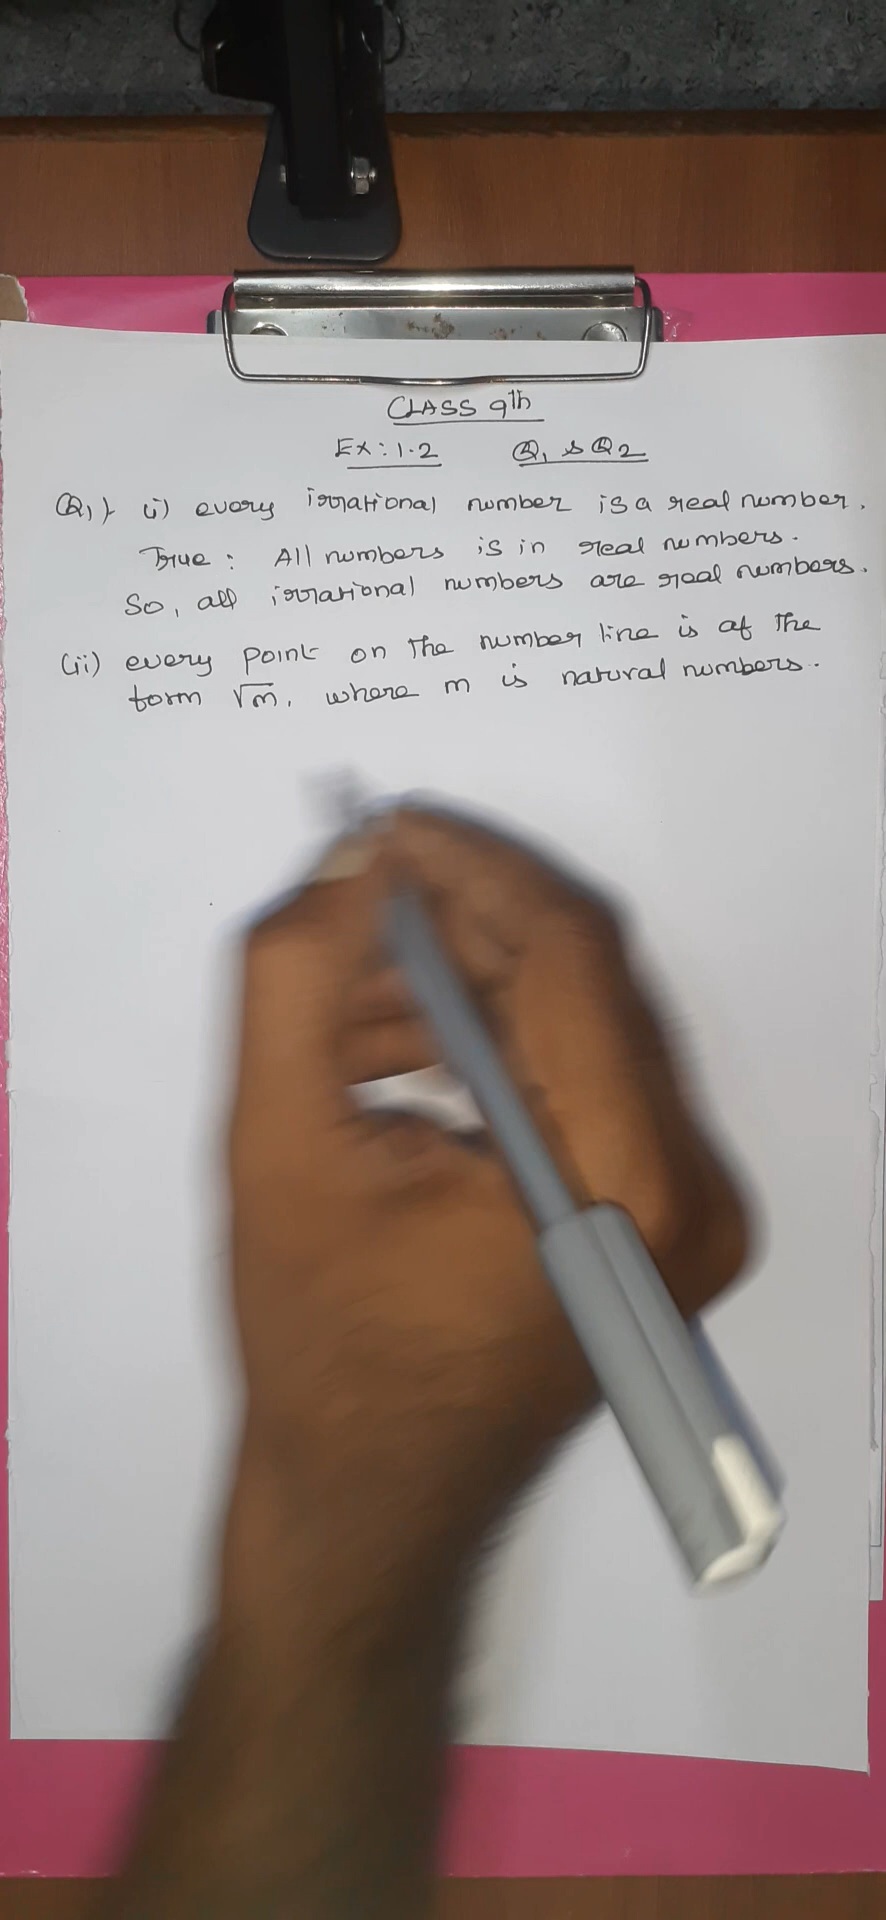 CLASS 9th
Ex: 1.2 Q1 & Q2
Q1) (i) every irrational number is a real number.
True: All numbers is in real numbers.
So, all irrational numbers are real numbers.
(ii) every point on the number line is of the
form √m, where m is natural numbers.